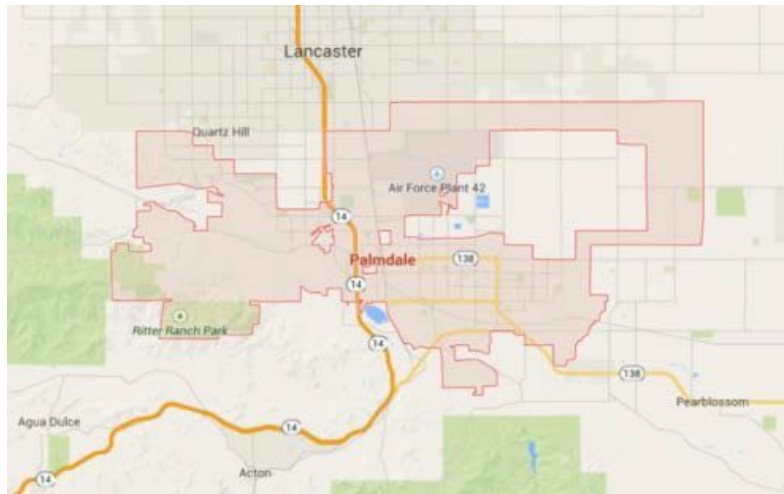 Lancaster
Quartz Hill
Air Force Plant 42
14
Palmdale
138
14
Ritter Ranch Park
14
138
Pearblossom
Agua Dulce
14
Acton
14